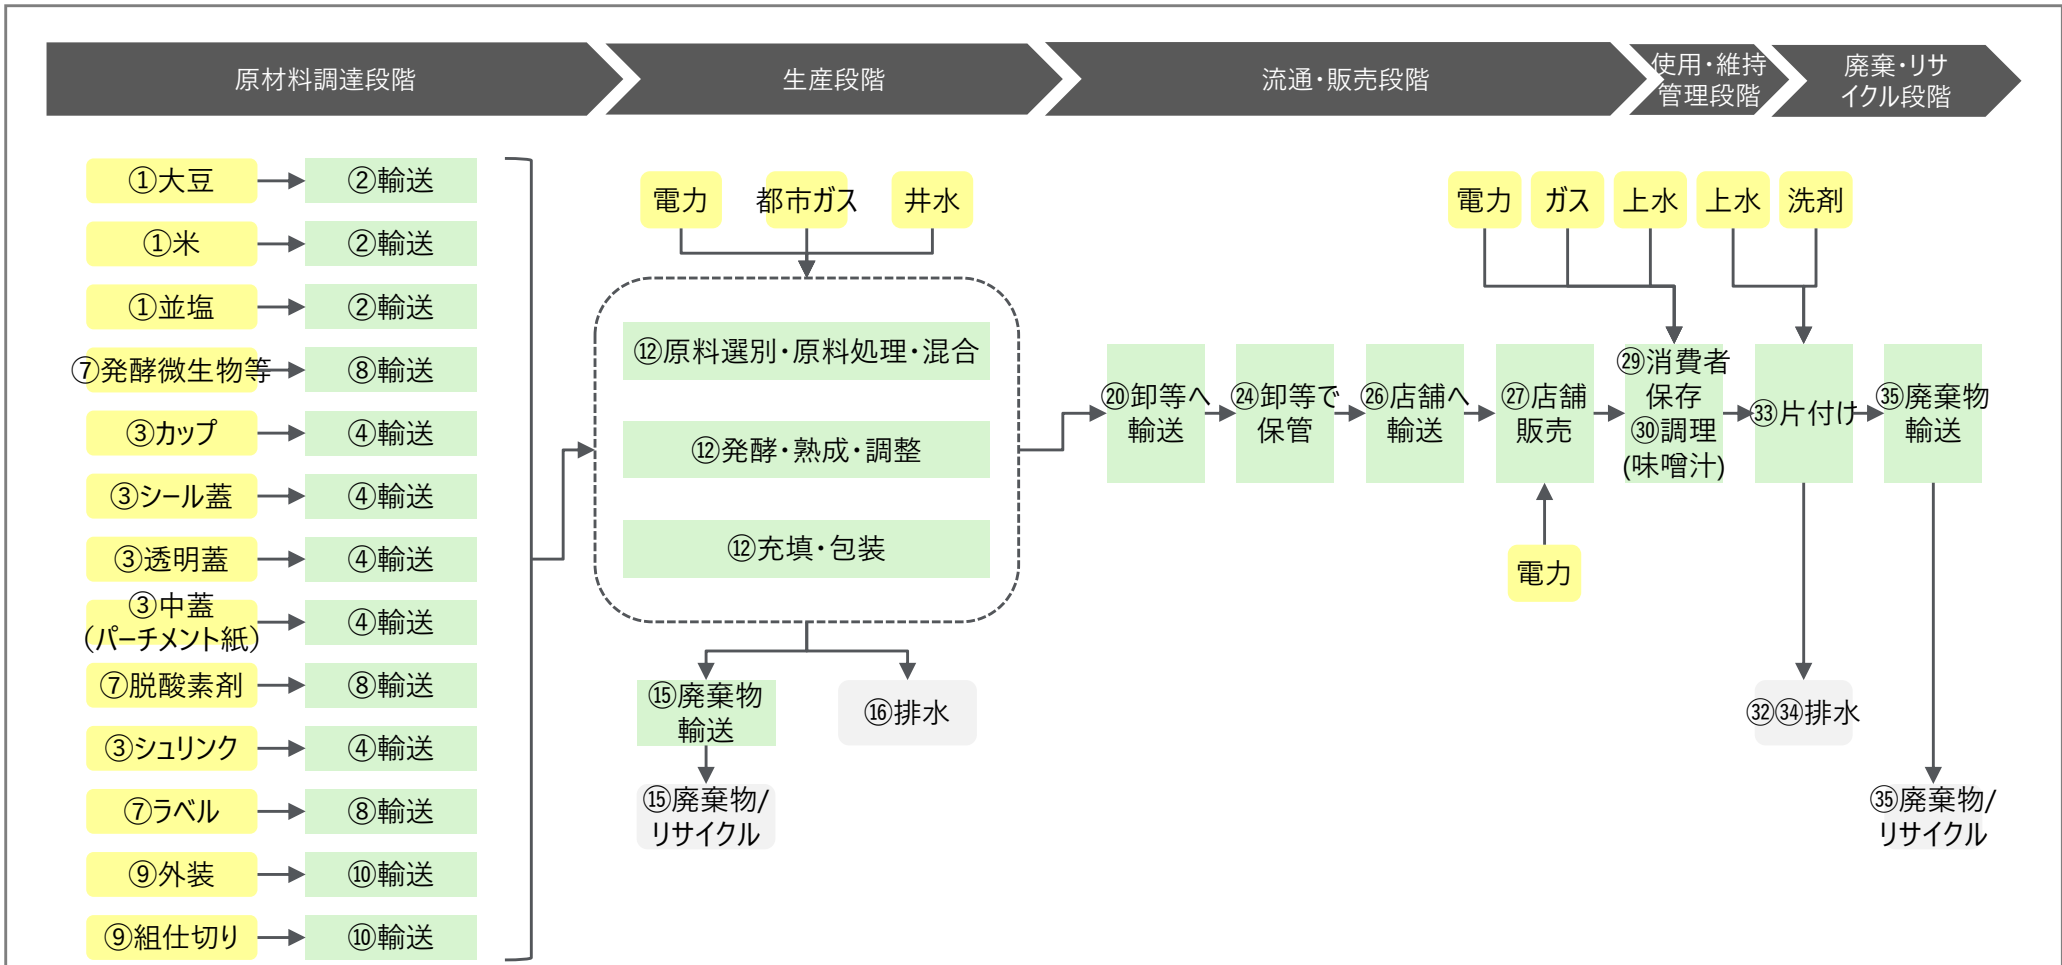 原材料調達段階
生産段階
流通・販売段階
使用・維持
管理段階
廃棄・リサ
イクル段階
①大豆
②輸送
①米
②輸送
①並塩
②輸送
⑦発酵微生物等
⑧輸送
③カップ
④輸送
③シール蓋
④輸送
③透明蓋
④輸送
③中蓋
（パーチメント紙）
④輸送
⑦脱酸素剤
⑧輸送
③シュリンク
④輸送
⑦ラベル
⑧輸送
⑨外装
⑩輸送
⑨組仕切り
⑩輸送
電力
都市ガス
井水
⑫原料選別・原料処理・混合
⑫発酵・熟成・調整
⑫充填・包装
⑮廃棄物
輸送
⑯排水
⑮廃棄物/
リサイクル
⑳卸等へ
輸送
㉔卸等で
保管
㉖店舗へ
輸送
㉗店舗
販売
電力
電力
ガス
上水
上水
洗剤
㉙消費者
保存
㉚調理
(味噌汁)
㉝片付け
㉟廃棄物
輸送
㉜㉞排水
㉟廃棄物/
リサイクル